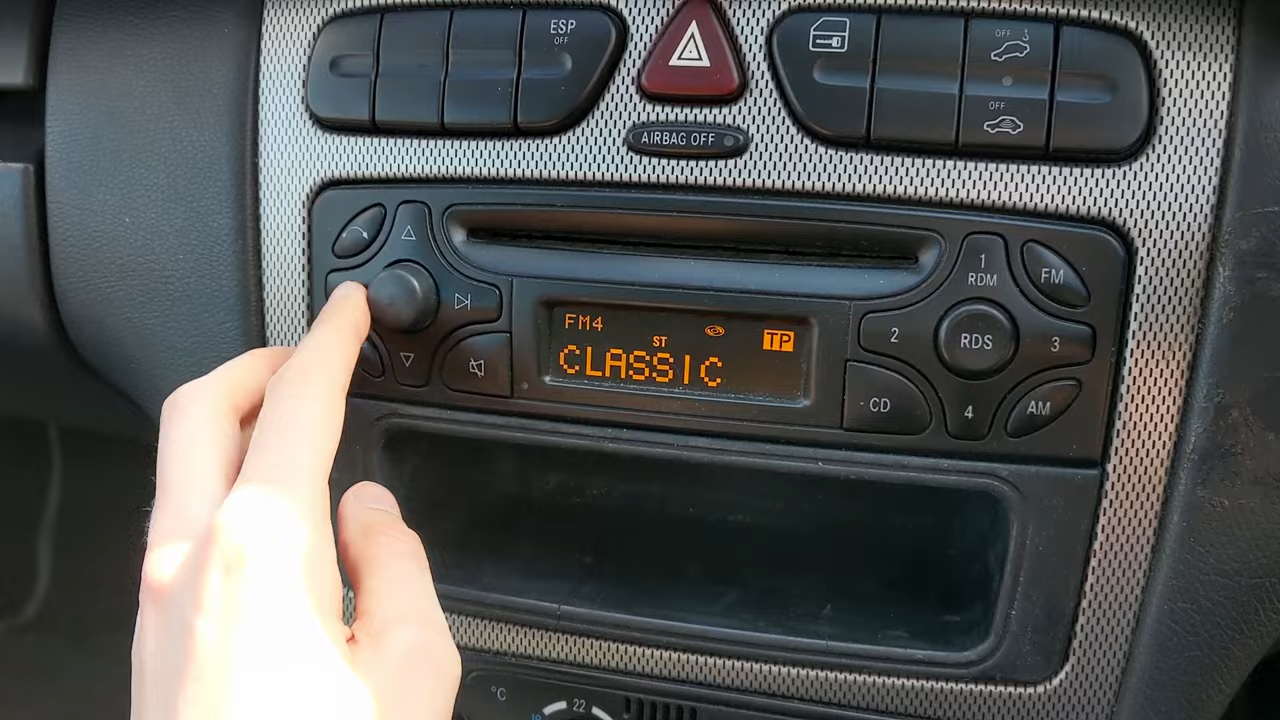 ESP
OFF
OFF
OFF
AIRBAG OFF
1
RDM
FM
2
RDS
3
CD
4
AM
FM4
ST
TP
CLASSIC
°C
22